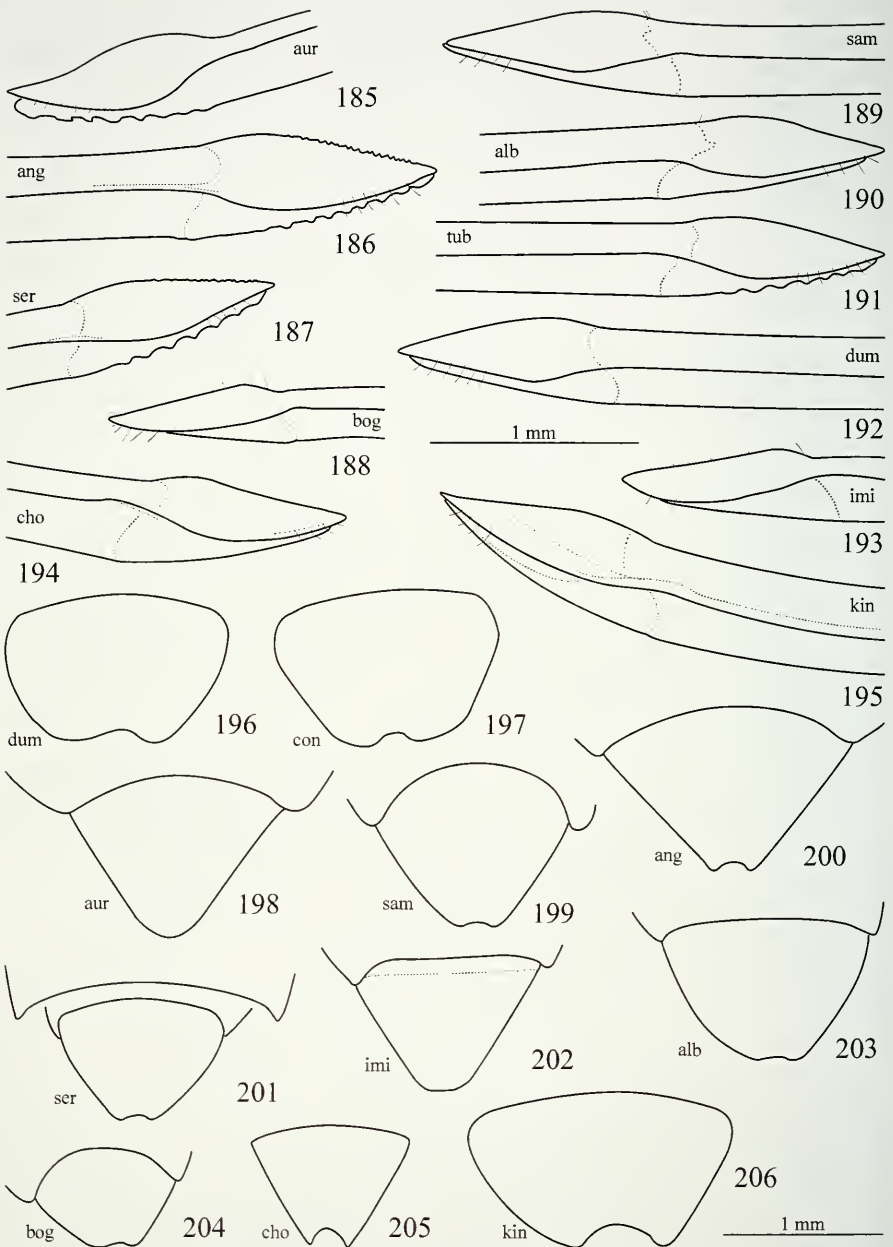 aur
185
sam
189
ang
186
alb
190
tub
191
ser
187
dum
192
bog
188
1 mm
imi
193
cho
194
kin
195
dum
196
con
197
aur
198
sam
199
ang
200
ser
201
imi
202
alb
203
bog
204
cho
205
kin
206
1 mm